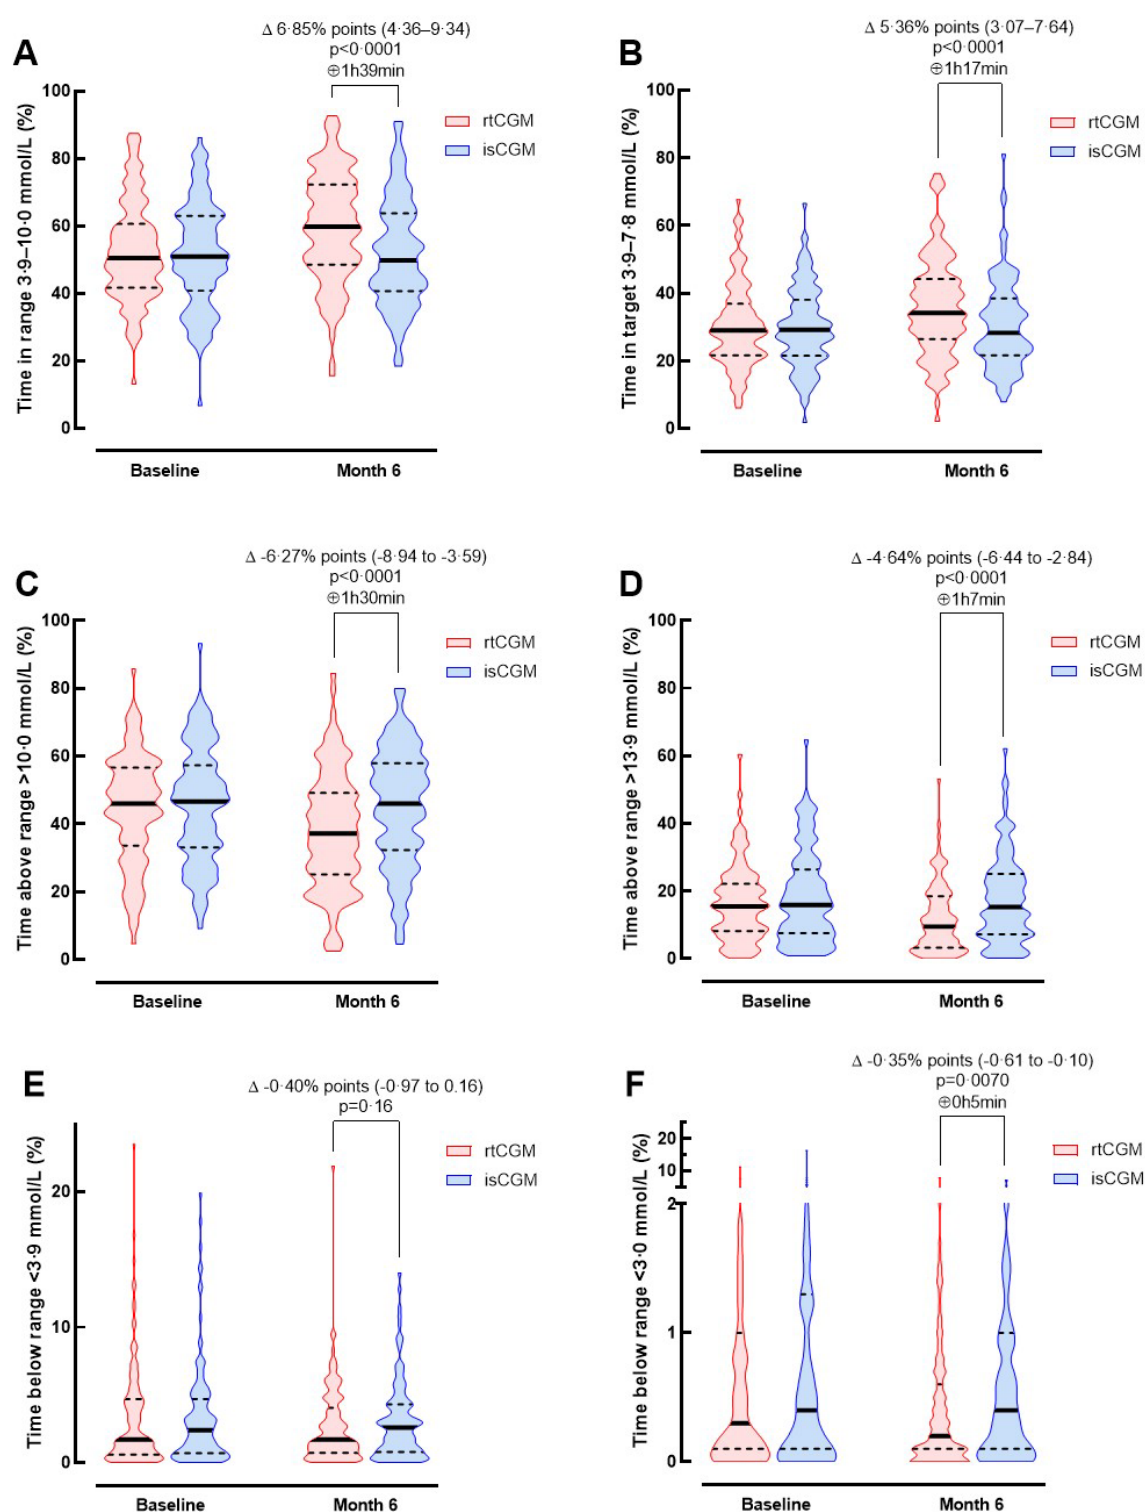 A
Δ 6·85% points (4·36–9·34)
p<0·0001
⊕1h39min
Time in range 3·9–10·0 mmol/L (%)
100
80
60
40
20
0
rtCGM
isCGM
Baseline
Month 6
B
Δ 5·36% points (3·07–7·64)
p<0·0001
⊕1h17min
Time in target 3·9–7·8 mmol/L (%)
100
80
60
40
20
0
rtCGM
isCGM
Baseline
Month 6
C
Δ -6·27% points (-8·94 to -3·59)
p<0·0001
⊕1h30min
Time above range >10·0 mmol/L (%)
100
80
60
40
20
0
rtCGM
isCGM
Baseline
Month 6
D
Δ -4·64% points (-6·44 to -2·84)
p<0·0001
⊕1h7min
Time above range >13·9 mmol/L (%)
100
80
60
40
20
0
rtCGM
isCGM
Baseline
Month 6
E
Δ -0·40% points (-0·97 to 0.16)
p=0·16
Time below range <3·9 mmol/L (%)
20
10
0
rtCGM
isCGM
Baseline
Month 6
F
Δ -0·35% points (-0·61 to -0·10)
p=0·0070
⊕0h5min
Time below range <3·0 mmol/L (%)
20
10
2
1
0
rtCGM
isCGM
Baseline
Month 6